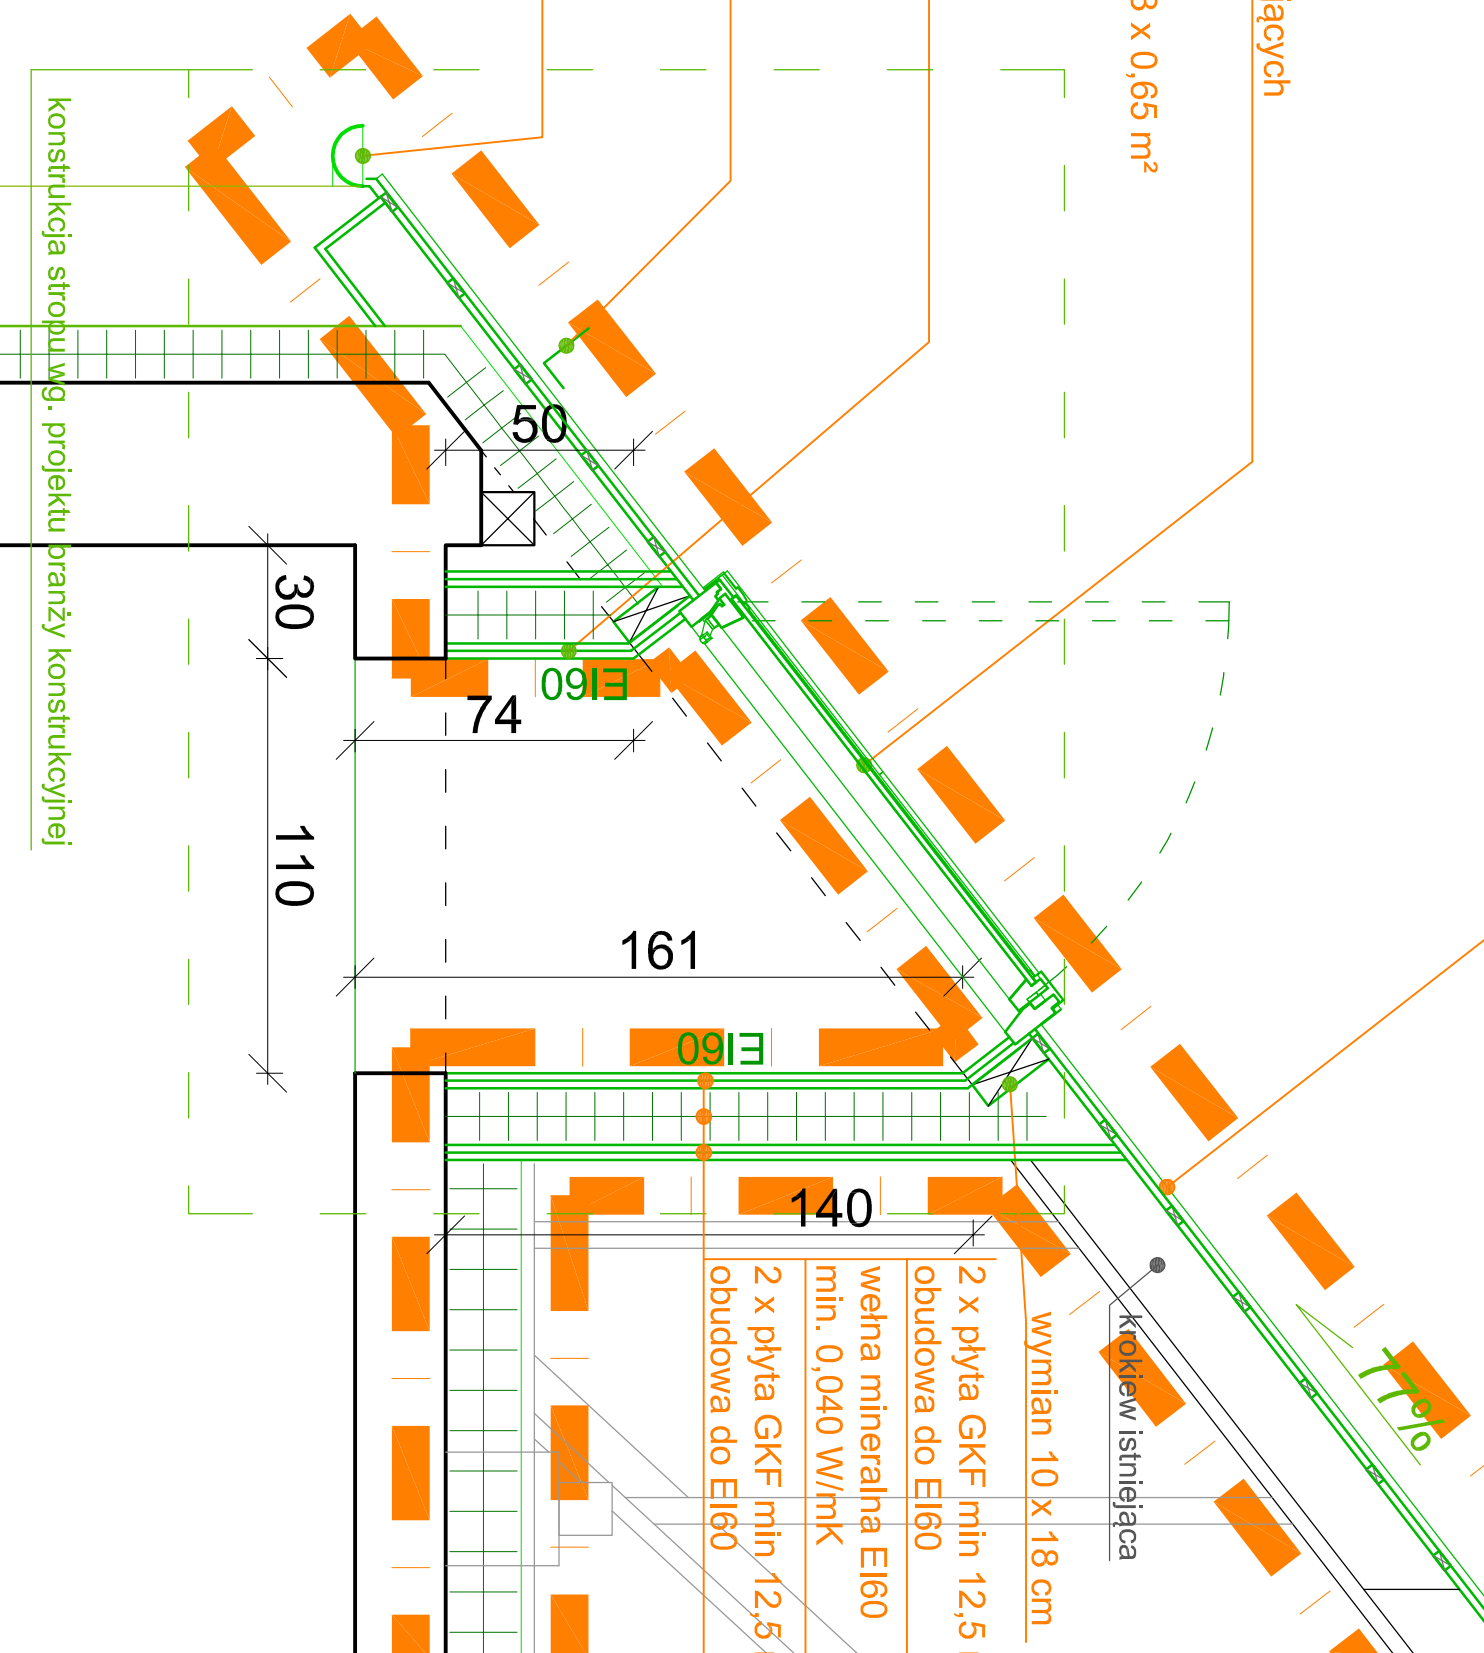 jących
3 x 0,65 m²
konstrukcja stropu wg. projektu branży konstrukcyjnej
50
30
EI60
74
110
161
EI60
140
77%
krokiew istniejąca
wymian 10 x 18 cm
2 x płyta GKF min 12,5
obudowa do EI60
wełna mineralna EI60
min. 0,040 W/mK
2 x płyta GKF min 12,5
obudowa do EI60